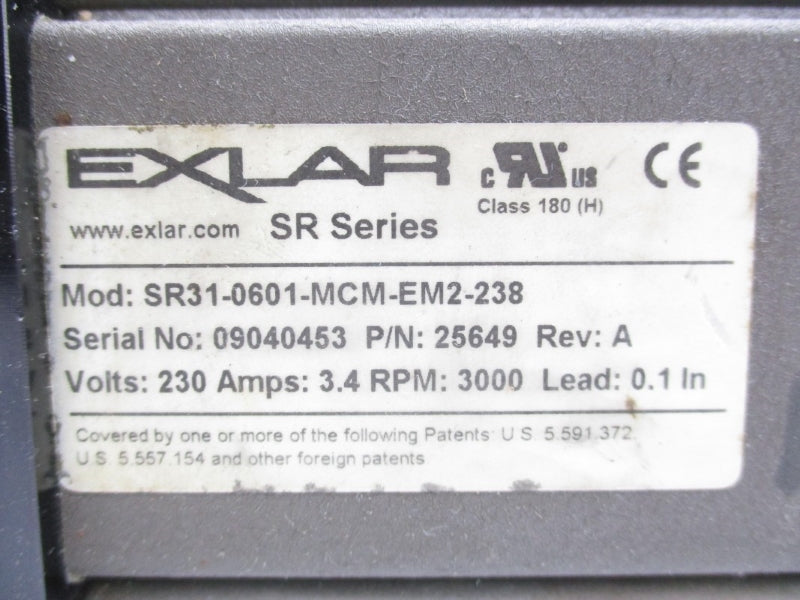 EXLAR
c RU US
CE
Class 180 (H)
www.exlar.com SR Series
Mod: SR31-0601-MCM-EM2-238
Serial No: 09040453 P/N: 25649 Rev: A
Volts: 230 Amps: 3.4 RPM: 3000 Lead: 0.1 In
Covered by one or more of the following Patents: U.S. 5.591.372
U.S. 5.557.154 and other foreign patents